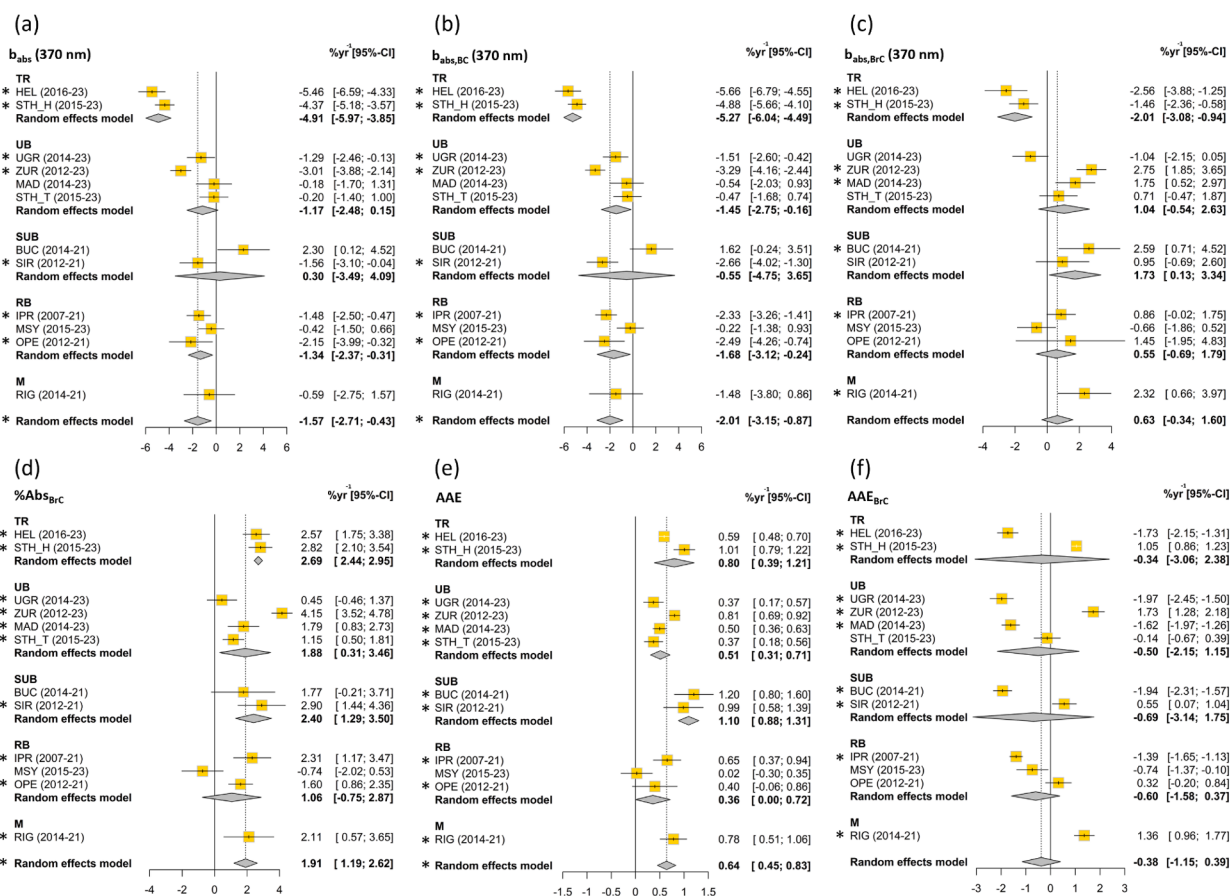 (a)
b_abs (370 nm) %yr⁻¹ [95%-CI]
TR
* HEL (2016-23) -5.46 [-6.59; -4.33]
* STH_H (2015-23) -4.37 [-5.18; -3.57]
Random effects model -4.91 [-5.97; -3.85]
UB
* UGR (2014-23) -1.29 [-2.46; -0.13]
* ZUR (2012-23) -3.01 [-3.88; -2.14]
MAD (2014-23) -0.18 [-1.70; 1.31]
STH_T (2015-23) -0.20 [-1.40; 1.00]
Random effects model -1.17 [-2.48; 0.15]
SUB
BUC (2014-21) 2.30 [0.12; 4.52]
* SIR (2012-21) -1.56 [-3.10; -0.04]
Random effects model 0.30 [-3.49; 4.09]
RB
* IPR (2007-21) -1.48 [-2.50; -0.47]
MSY (2015-23) -0.42 [-1.50; 0.66]
* OPE (2012-21) -2.15 [-3.99; -0.32]
Random effects model -1.34 [-2.37; -0.31]
M
RIG (2014-21) -0.59 [-2.75; 1.57]
* Random effects model -1.57 [-2.71; -0.43]
-6 -4 -2 0 2 4 6
(b)
b_abs,BC (370 nm) %yr⁻¹ [95%-CI]
TR
* HEL (2016-23) -5.66 [-6.79; -4.55]
* STH_H (2015-23) -4.88 [-5.66; -4.10]
Random effects model -5.27 [-6.04; -4.49]
UB
* UGR (2014-23) -1.51 [-2.60; -0.42]
* ZUR (2012-23) -3.29 [-4.16; -2.44]
MAD (2014-23) -0.54 [-2.03; 0.93]
STH_T (2015-23) -0.47 [-1.68; 0.74]
Random effects model -1.45 [-2.75; -0.16]
SUB
BUC (2014-21) 1.62 [-0.24; 3.51]
* SIR (2012-21) -2.66 [-4.02; -1.30]
Random effects model -0.55 [-4.75; 3.65]
RB
* IPR (2007-21) -2.33 [-3.26; -1.41]
MSY (2015-23) -0.22 [-1.38; 0.93]
* OPE (2012-21) -2.49 [-4.26; -0.74]
Random effects model -1.68 [-3.12; -0.24]
M
RIG (2014-21) -1.48 [-3.80; 0.86]
* Random effects model -2.01 [-3.15; -0.87]
-6 -4 -2 0 2 4 6
(c)
b_abs,BrC (370 nm) %yr⁻¹ [95%-CI]
TR
* HEL (2016-23) -2.56 [-3.88; -1.25]
* STH_H (2015-23) -1.46 [-2.36; -0.58]
Random effects model -2.01 [-3.08; -0.94]
UB
UGR (2014-23) -1.04 [-2.15; 0.05]
* ZUR (2012-23) 2.75 [1.85; 3.65]
* MAD (2014-23) 1.75 [0.52; 2.97]
STH_T (2015-23) 0.71 [-0.47; 1.87]
Random effects model 1.04 [-0.54; 2.63]
SUB
* BUC (2014-21) 2.59 [0.71; 4.52]
SIR (2012-21) 0.95 [-0.69; 2.60]
Random effects model 1.73 [0.13; 3.34]
RB
* IPR (2007-21) 0.86 [-0.02; 1.75]
MSY (2015-23) -0.66 [-1.86; 0.52]
OPE (2012-21) 1.45 [-1.95; 4.83]
Random effects model 0.55 [-0.69; 1.79]
M
* RIG (2014-21) 2.32 [0.66; 3.97]
Random effects model 0.63 [-0.34; 1.60]
-4 -2 0 2 4
(d)
%Abs_BrC %yr⁻¹ [95%-CI]
TR
* HEL (2016-23) 2.57 [ 1.75; 3.38]
* STH_H (2015-23) 2.82 [ 2.10; 3.54]
Random effects model 2.69 [ 2.44; 2.95]
UB
* UGR (2014-23) 0.45 [-0.46; 1.37]
* ZUR (2012-23) 4.15 [ 3.52; 4.78]
* MAD (2014-23) 1.79 [ 0.83; 2.73]
* STH_T (2015-23) 1.15 [ 0.50; 1.81]
Random effects model 1.88 [ 0.31; 3.46]
SUB
BUC (2014-21) 1.77 [-0.21; 3.71]
* SIR (2012-21) 2.90 [ 1.44; 4.36]
Random effects model 2.40 [ 1.29; 3.50]
RB
* IPR (2007-21) 2.31 [ 1.17; 3.47]
MSY (2015-23) -0.74 [-2.02; 0.53]
* OPE (2012-21) 1.60 [ 0.86; 2.35]
Random effects model 1.06 [-0.75; 2.87]
M
* RIG (2014-21) 2.11 [ 0.57; 3.65]
* Random effects model 1.91 [ 1.19; 2.62]
-4 -2 0 2 4
(e)
AAE %yr⁻¹ [95%-CI]
TR
* HEL (2016-23) 0.59 [ 0.48; 0.70]
* STH_H (2015-23) 1.01 [ 0.79; 1.22]
Random effects model 0.80 [ 0.39; 1.21]
UB
* UGR (2014-23) 0.37 [ 0.17; 0.57]
* ZUR (2012-23) 0.81 [ 0.69; 0.92]
* MAD (2014-23) 0.50 [ 0.36; 0.63]
* STH_T (2015-23) 0.37 [ 0.18; 0.56]
Random effects model 0.51 [ 0.31; 0.71]
SUB
* BUC (2014-21) 1.20 [ 0.80; 1.60]
* SIR (2012-21) 0.99 [ 0.58; 1.39]
Random effects model 1.10 [ 0.88; 1.31]
RB
* IPR (2007-21) 0.65 [ 0.37; 0.94]
MSY (2015-23) 0.02 [-0.30; 0.35]
* OPE (2012-21) 0.40 [-0.06; 0.86]
Random effects model 0.36 [ 0.00; 0.72]
M
* RIG (2014-21) 0.78 [ 0.51; 1.06]
* Random effects model 0.64 [ 0.45; 0.83]
-1.5 -1 -0.5 0 0.5 1 1.5
(f)
AAE_BrC %yr⁻¹ [95%-CI]
TR
* HEL (2016-23) -1.73 [-2.15; -1.31]
* STH_H (2015-23) 1.05 [ 0.86; 1.23]
Random effects model -0.34 [-3.06; 2.38]
UB
* UGR (2014-23) -1.97 [-2.45; -1.50]
* ZUR (2012-23) 1.73 [ 1.28; 2.18]
* MAD (2014-23) -1.62 [-1.97; -1.26]
STH_T (2015-23) -0.14 [-0.67; 0.39]
Random effects model -0.50 [-2.15; 1.15]
SUB
* BUC (2014-21) -1.94 [-2.31; -1.57]
* SIR (2012-21) 0.55 [ 0.07; 1.04]
Random effects model -0.69 [-3.14; 1.75]
RB
* IPR (2007-21) -1.39 [-1.65; -1.13]
MSY (2015-23) -0.74 [-1.37; -0.10]
OPE (2012-21) 0.32 [-0.20; 0.84]
Random effects model -0.60 [-1.58; 0.37]
M
* RIG (2014-21) 1.36 [ 0.96; 1.77]
Random effects model -0.38 [-1.15; 0.39]
-3 -2 -1 0 1 2 3